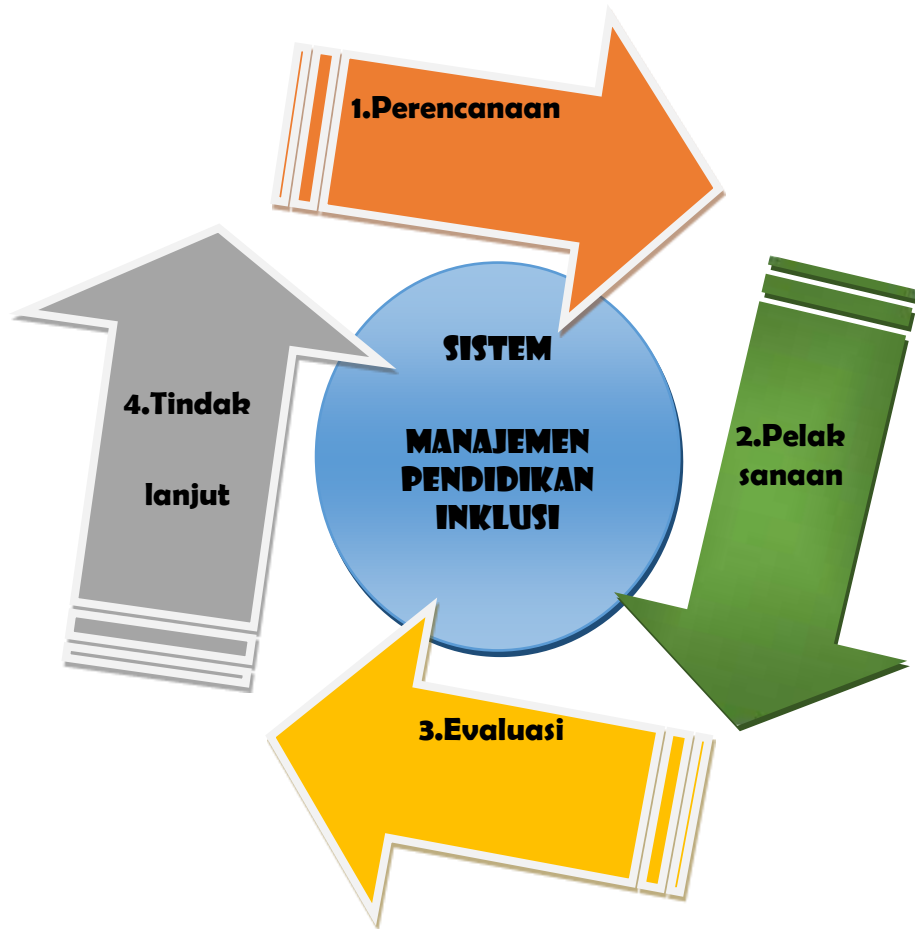 1.Perencanaan
SISTEM
MANAJEMEN
PENDIDIKAN
INKLUSI
2.Pelak
sanaan
3.Evaluasi
4.Tindak
lanjut